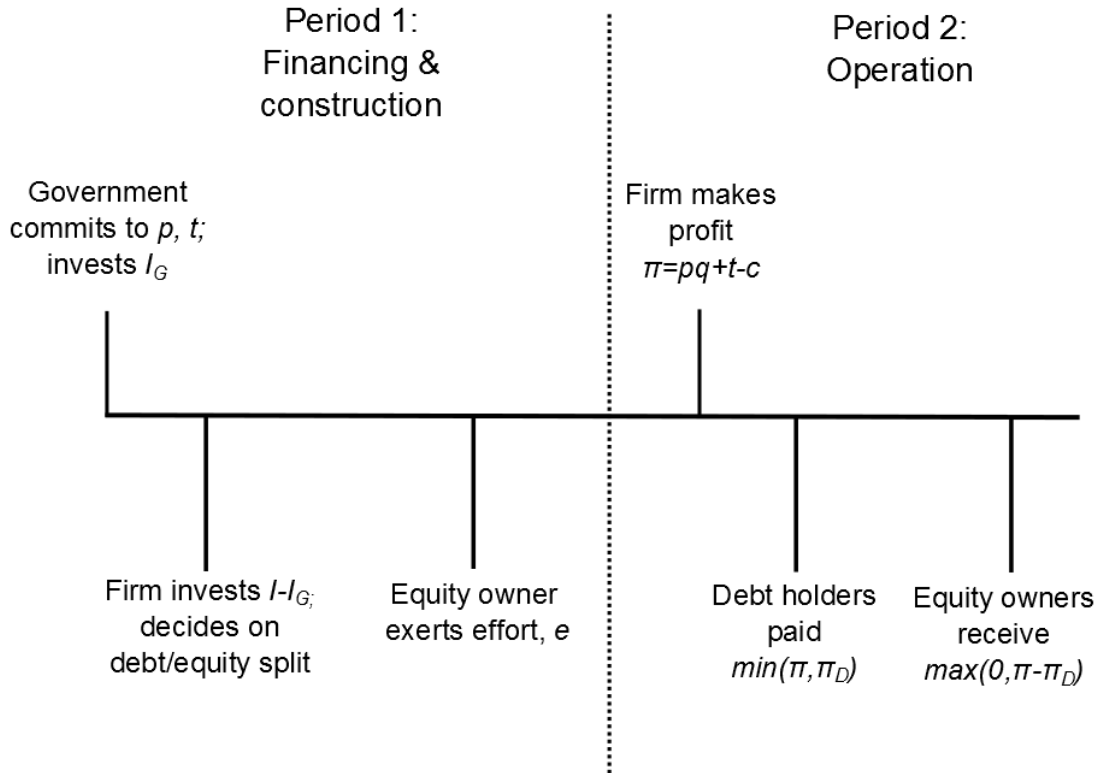 Period 1:
Financing &
construction
Period 2:
Operation
Government
commits to p, t;
invests I_G
Firm makes
profit
π=pq+t-c
Firm invests I-I_G;
decides on
debt/equity split
Equity owner
exerts effort, e
Debt holders
paid
min(π,π_D)
Equity owners
receive
max(0,π-π_D)